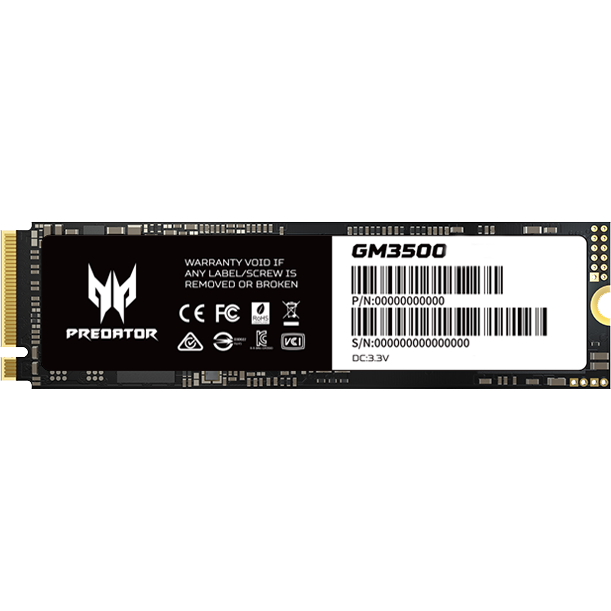 PREDATOR
WARRANTY VOID IF
ANY LABEL/SCREW IS
REMOVED OR BROKEN
CE FC RoHS
VCI
GM3500
P/N:00000000000
S/N:000000000000000
DC:3.3V